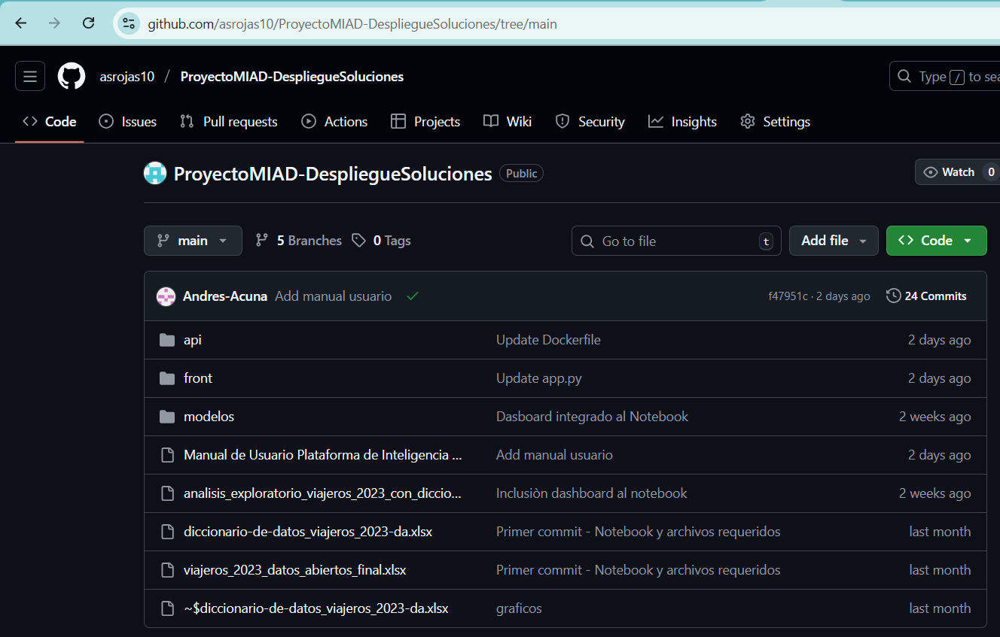 github.com/asrojas10/ProyectoMIAD-DespliegueSoluciones/tree/main
asrojas10 / ProyectoMIAD-DespliegueSoluciones
Type / to sea
Code Issues Pull requests Actions Projects Wiki Security Insights Settings
ProyectoMIAD-DespliegueSoluciones Public
Watch 0
main 5 Branches 0 Tags
Go to file t
Add file
Code
Andres-Acuna Add manual usuario f47951c · 2 days ago 24 Commits
api Update Dockerfile 2 days ago
front Update app.py 2 days ago
modelos Dasboard integrado al Notebook 2 weeks ago
Manual de Usuario Plataforma de Inteligencia ... Add manual usuario 2 days ago
analisis_exploratorio_viajeros_2023_con_diccio... Inclusiòn dashboard al notebook 2 weeks ago
diccionario-de-datos_viajeros_2023-da.xlsx Primer commit - Notebook y archivos requeridos last month
viajeros_2023_datos_abiertos_final.xlsx Primer commit - Notebook y archivos requeridos last month
~$diccionario-de-datos_viajeros_2023-da.xlsx graficos last month